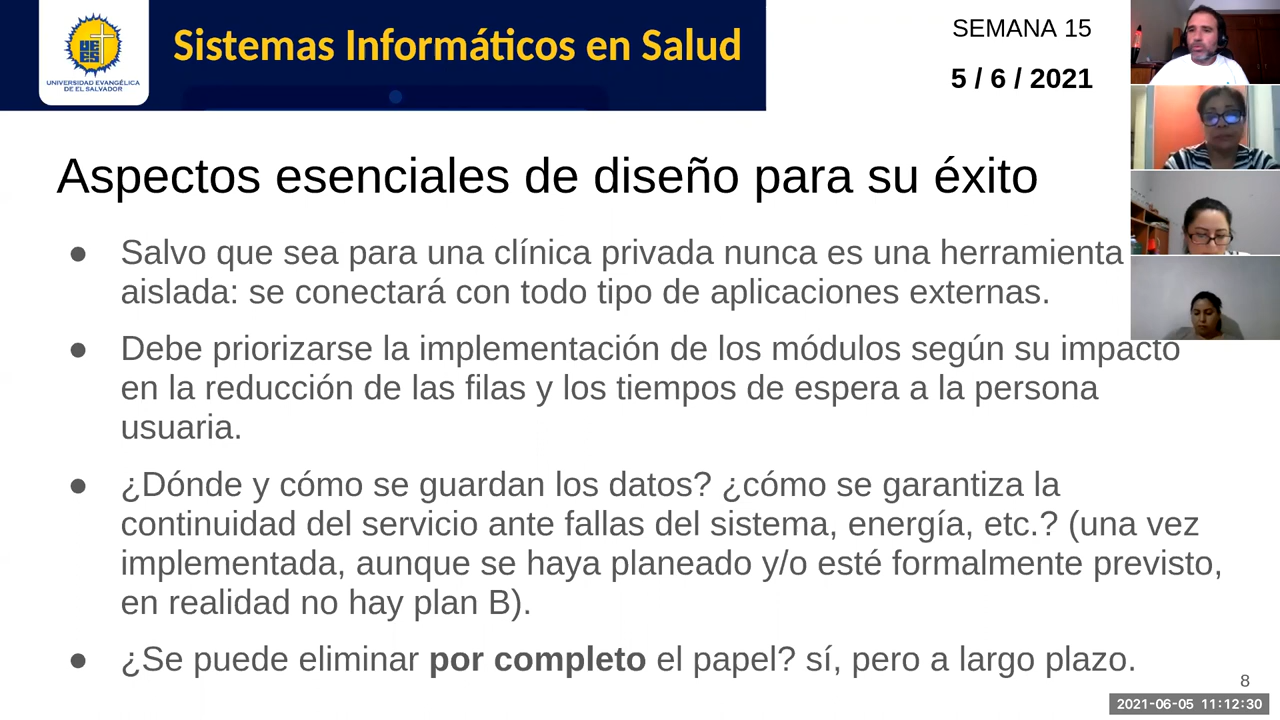 UNIVERSIDAD EVANGÉLICA
DE EL SALVADOR
Sistemas Informáticos en Salud
SEMANA 15
5 / 6 / 2021
Aspectos esenciales de diseño para su éxito
● Salvo que sea para una clínica privada nunca es una herramienta
aislada: se conectará con todo tipo de aplicaciones externas.
● Debe priorizarse la implementación de los módulos según su impacto
en la reducción de las filas y los tiempos de espera a la persona
usuaria.
● ¿Dónde y cómo se guardan los datos? ¿cómo se garantiza la
continuidad del servicio ante fallas del sistema, energía, etc.? (una vez
implementada, aunque se haya planeado y/o esté formalmente previsto,
en realidad no hay plan B).
● ¿Se puede eliminar por completo el papel? sí, pero a largo plazo.
8
2021-06-05 11:12:30